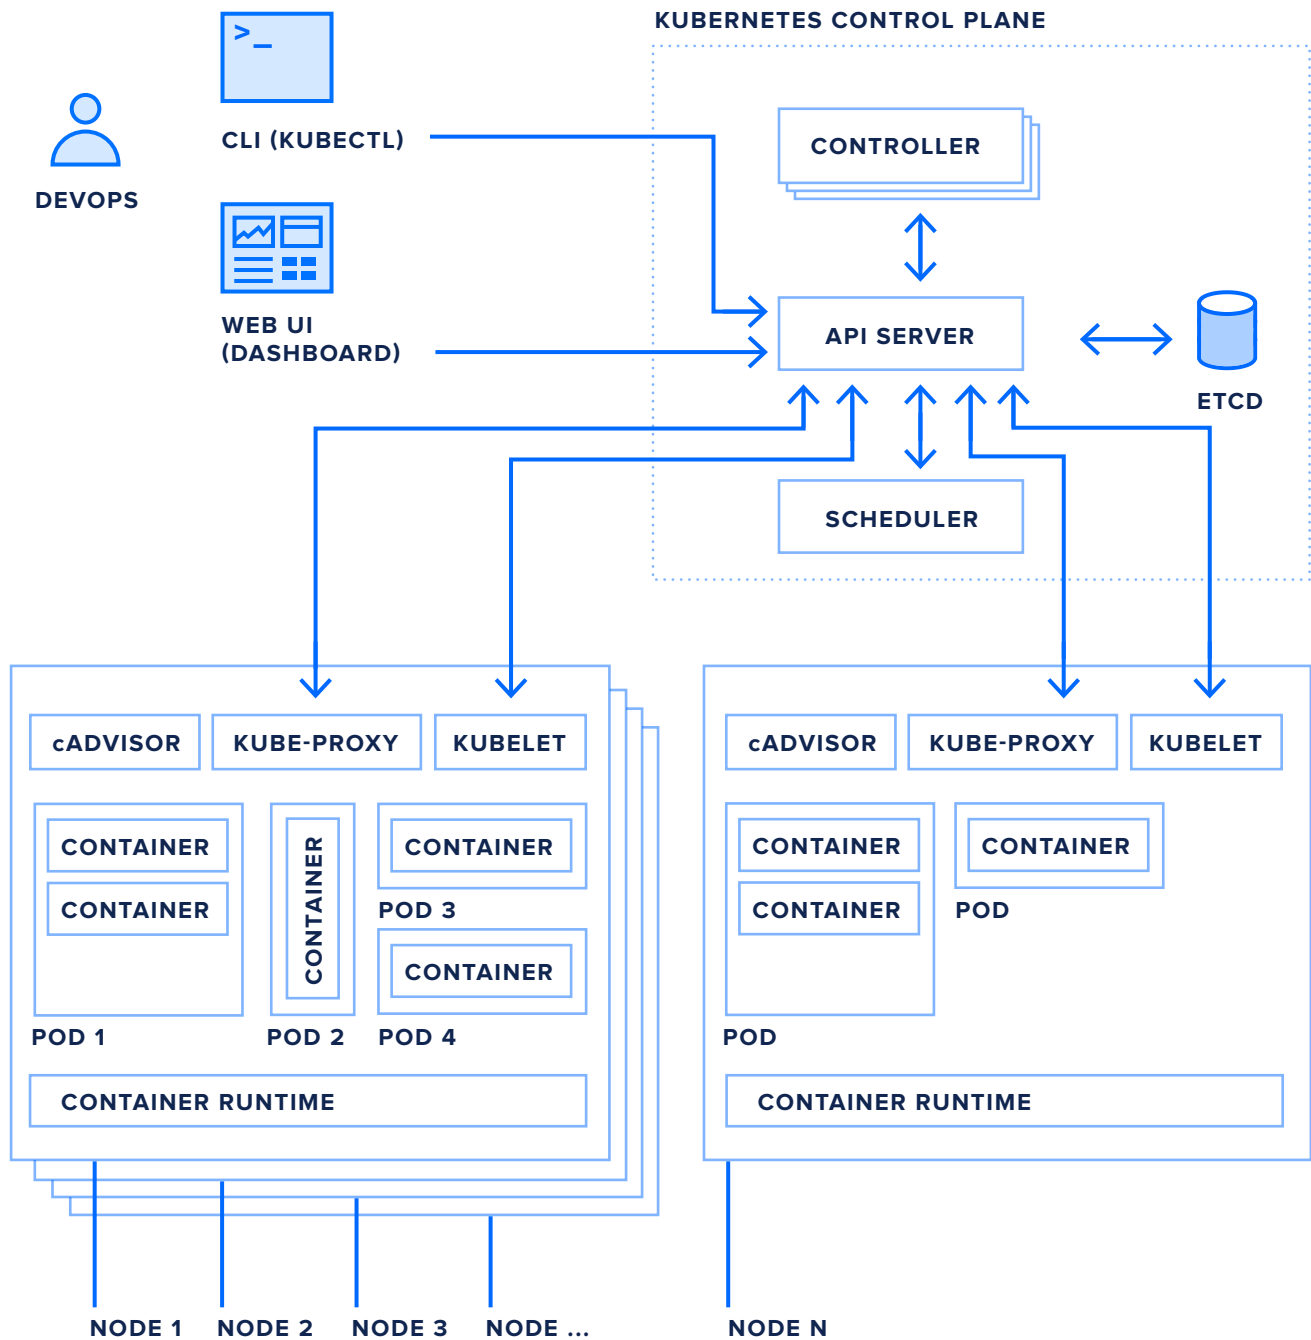 KUBERNETES CONTROL PLANE
>_
CLI (KUBECTL)
CONTROLLER
DEVOPS
WEB UI
(DASHBOARD)
API SERVER
ETCD
SCHEDULER
cADVISOR
KUBE-PROXY
KUBELET
CONTAINER
CONTAINER
POD 1
CONTAINER
POD 2
CONTAINER
POD 3
CONTAINER
POD 4
CONTAINER RUNTIME
cADVISOR
KUBE-PROXY
KUBELET
CONTAINER
CONTAINER
POD
CONTAINER
POD
CONTAINER RUNTIME
NODE 1
NODE 2
NODE 3
NODE ...
NODE N